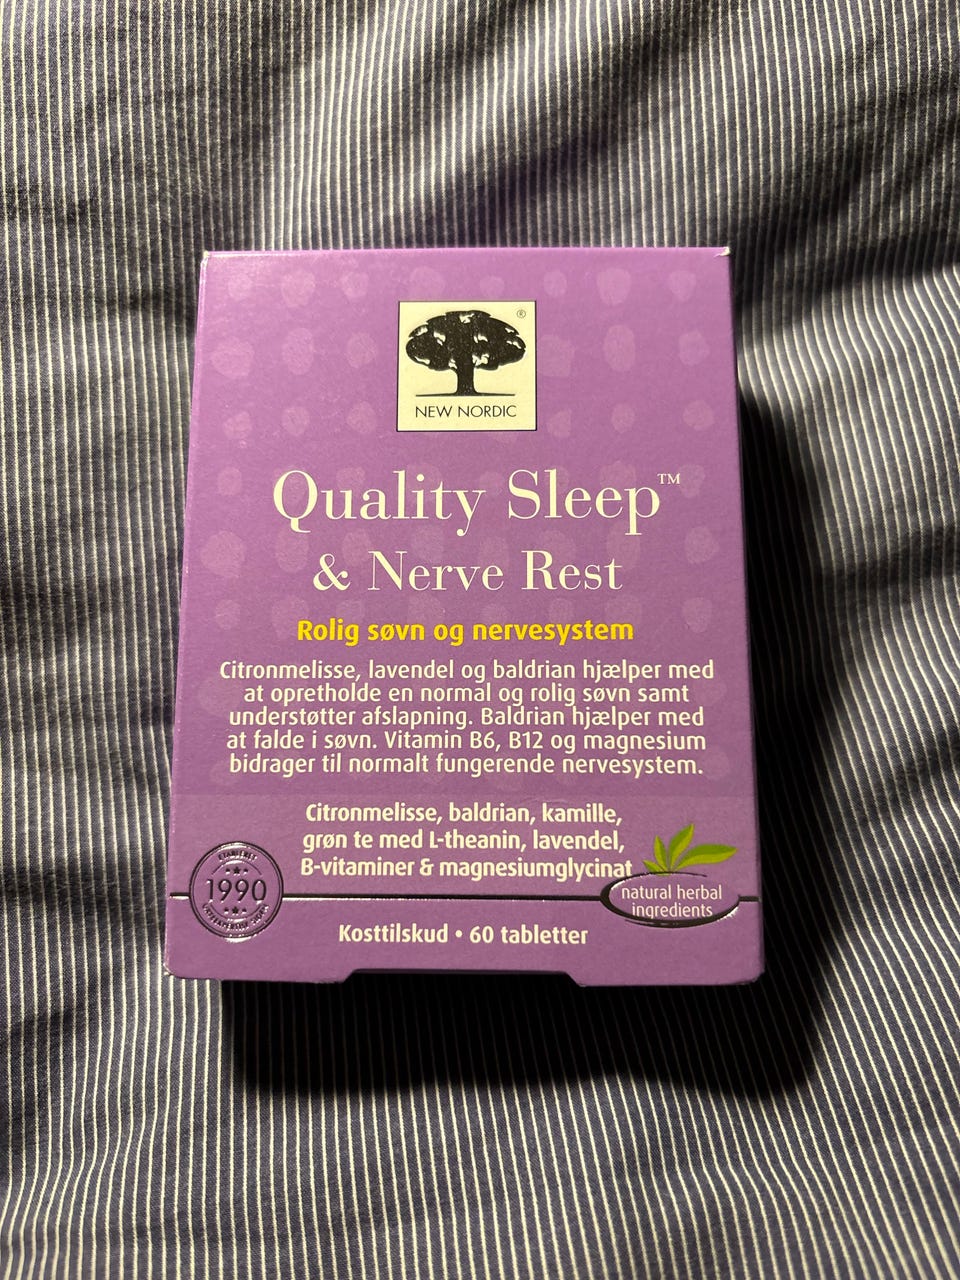 ®
NEW NORDIC
Quality Sleep™
& Nerve Rest
Rolig søvn og nervesystem
Citronmelisse, lavendel og baldrian hjælper med
at opretholde en normal og rolig søvn samt
understøtter afslapning. Baldrian hjælper med
at falde i søvn. Vitamin B6, B12 og magnesium
bidrager til normalt fungerende nervesystem.
Citronmelisse, baldrian, kamille,
grøn te med L-theanin, lavendel,
B-vitaminer & magnesiumglycinat
1990
natural herbal
ingredients
Kosttilskud • 60 tabletter